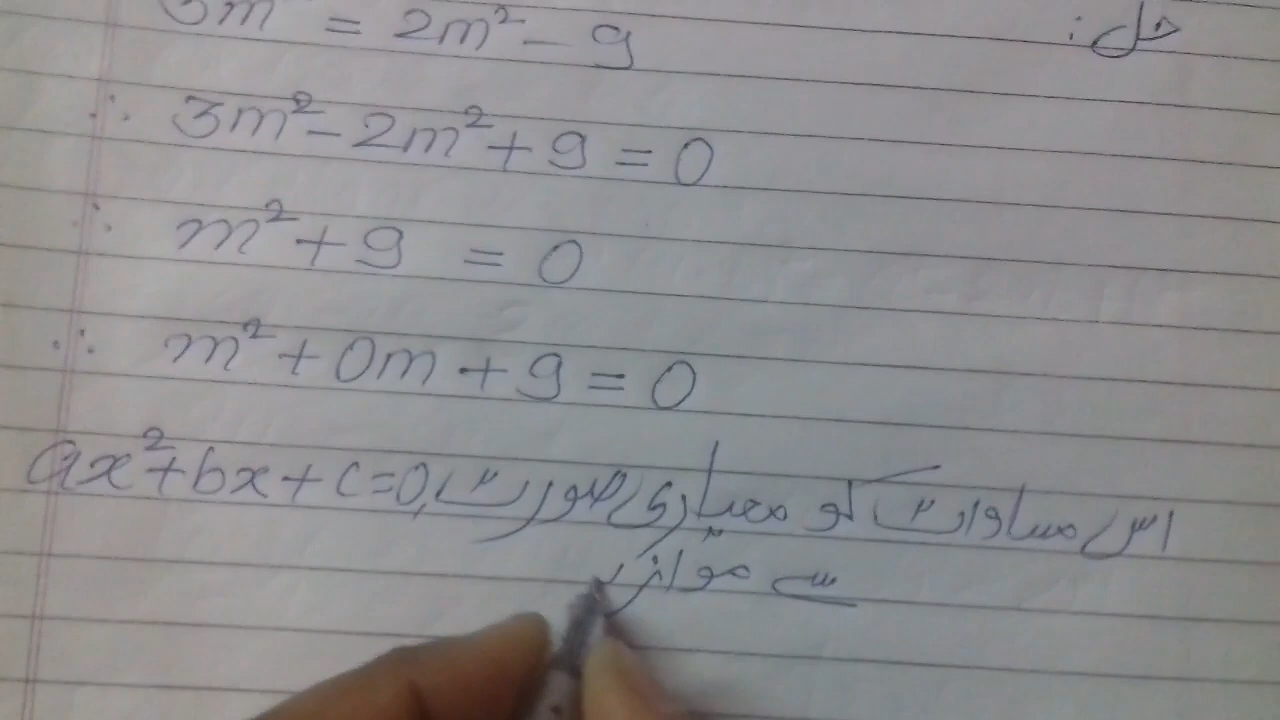 حل :
3m² = 2m² - 9
∴ 3m² - 2m² + 9 = 0
∴ m² + 9 = 0
∴ m² + 0m + 9 = 0
اس مساوات کو معیاری صورت ax² + bx + c = 0,
سے